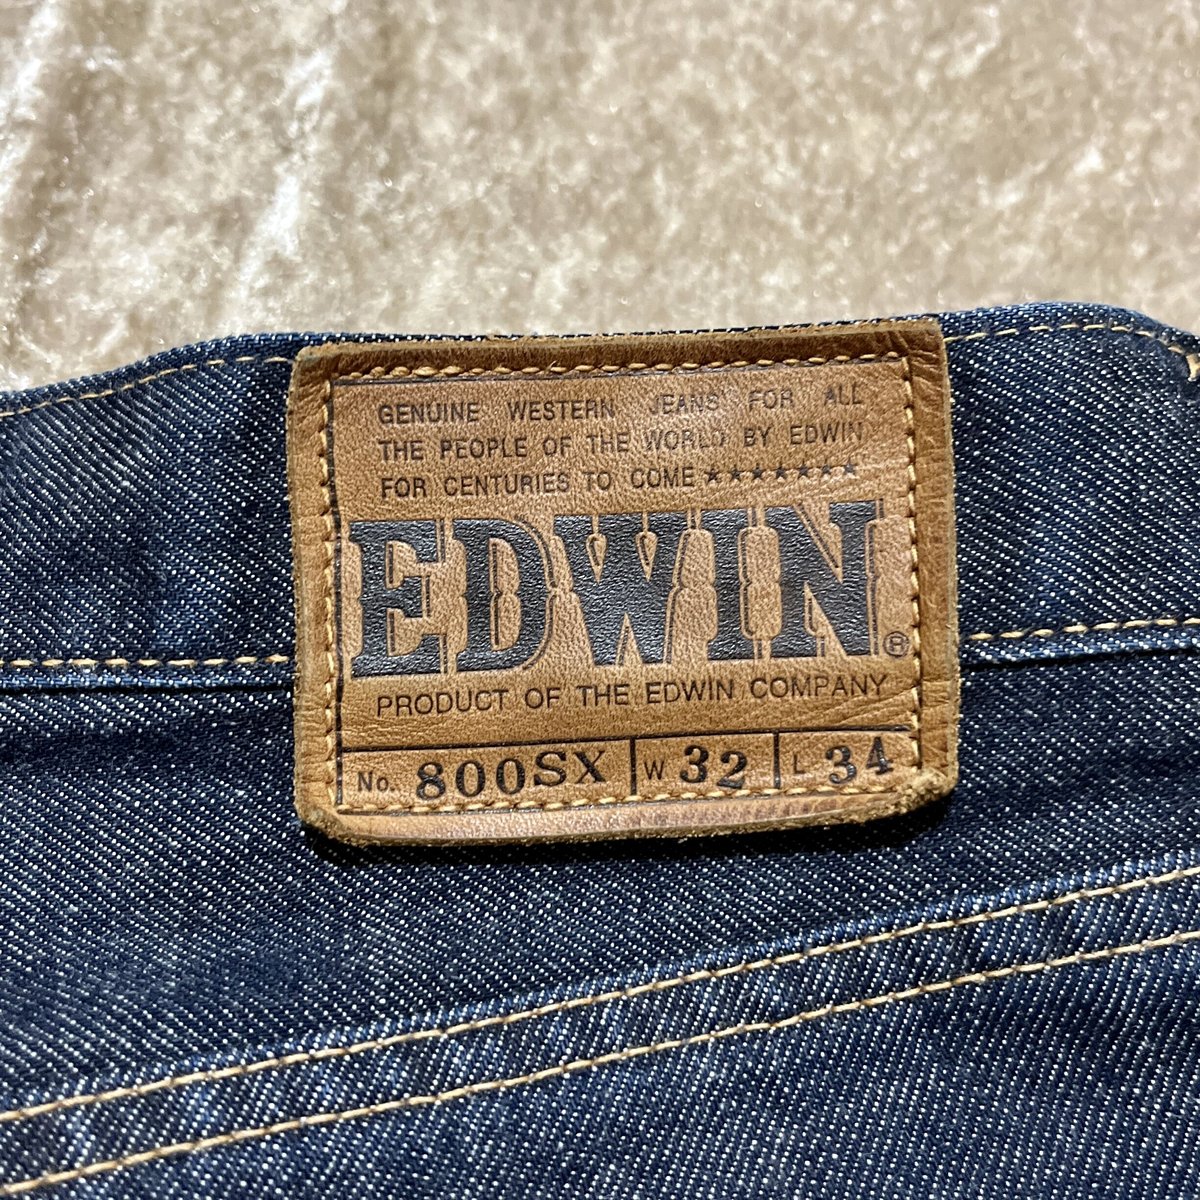 GENUINE WESTERN JEANS FOR ALL
THE PEOPLE OF THE WORLD BY EDWIN
FOR CENTURIES TO COME ★★★★★★★
EDWIN®
PRODUCT OF THE EDWIN COMPANY
No. 800SX W 32 L 34